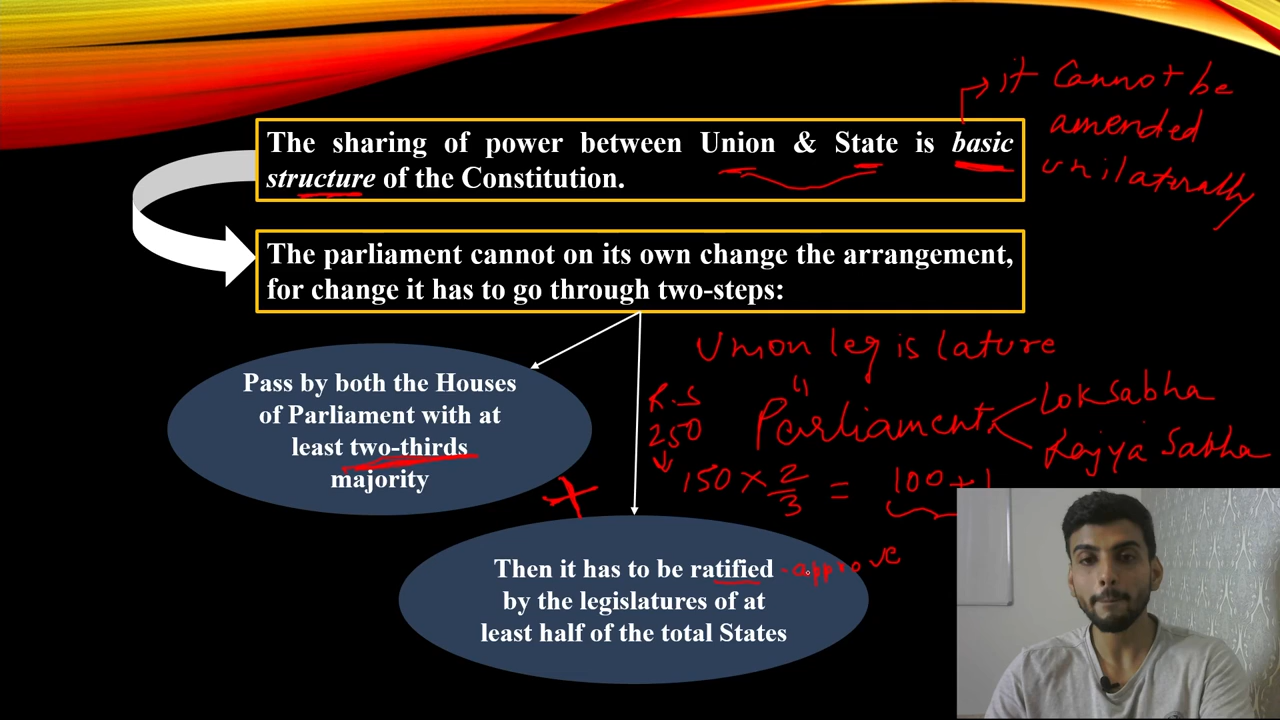 it Cannot be
amended
unilaterally
The sharing of power between Union & State is basic
structure of the Constitution.
The parliament cannot on its own change the arrangement,
for change it has to go through two-steps:
Union legislature
Pass by both the Houses
of Parliament with at
least two-thirds
majority
R.S
250
Parliament
Loksabha
Rajya Sabha
150 × 2/3 = 100 + 1
Then it has to be ratified - approve
by the legislatures of at
least half of the total States